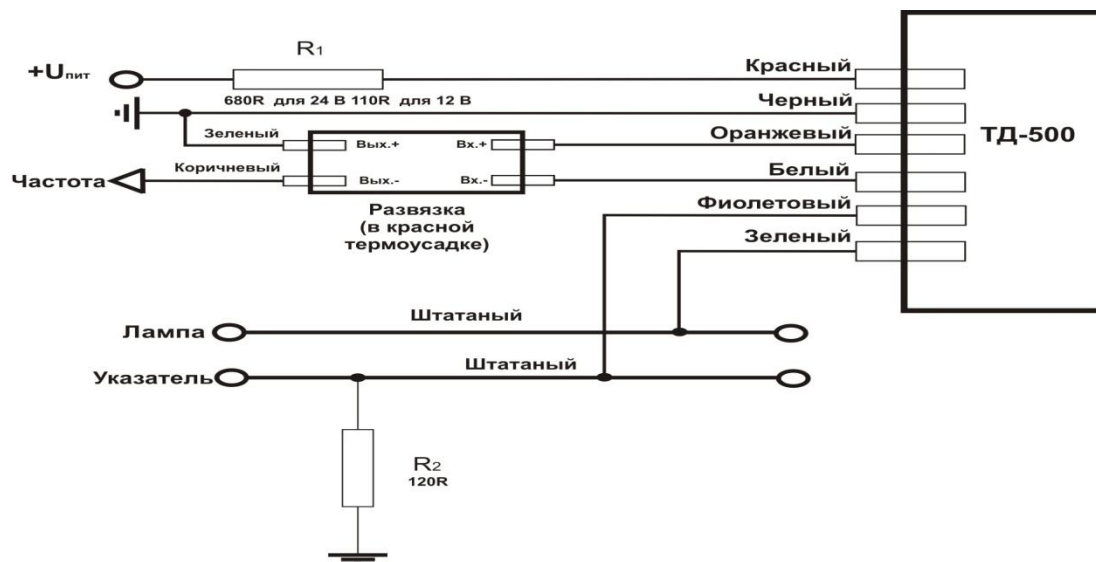 R1
+Uпит
680R для 24 В 110R для 12 В
Красный
Черный
Оранжевый
Белый
Фиолетовый
Зеленый
ТД-500
Зеленый
Коричневый
Вых.+
Вх.+
Вых.-
Вх.-
Частота
Развязка
(в красной
термоусадке)
Штатаный
Лампа
Штатаный
Указатель
R2
120R